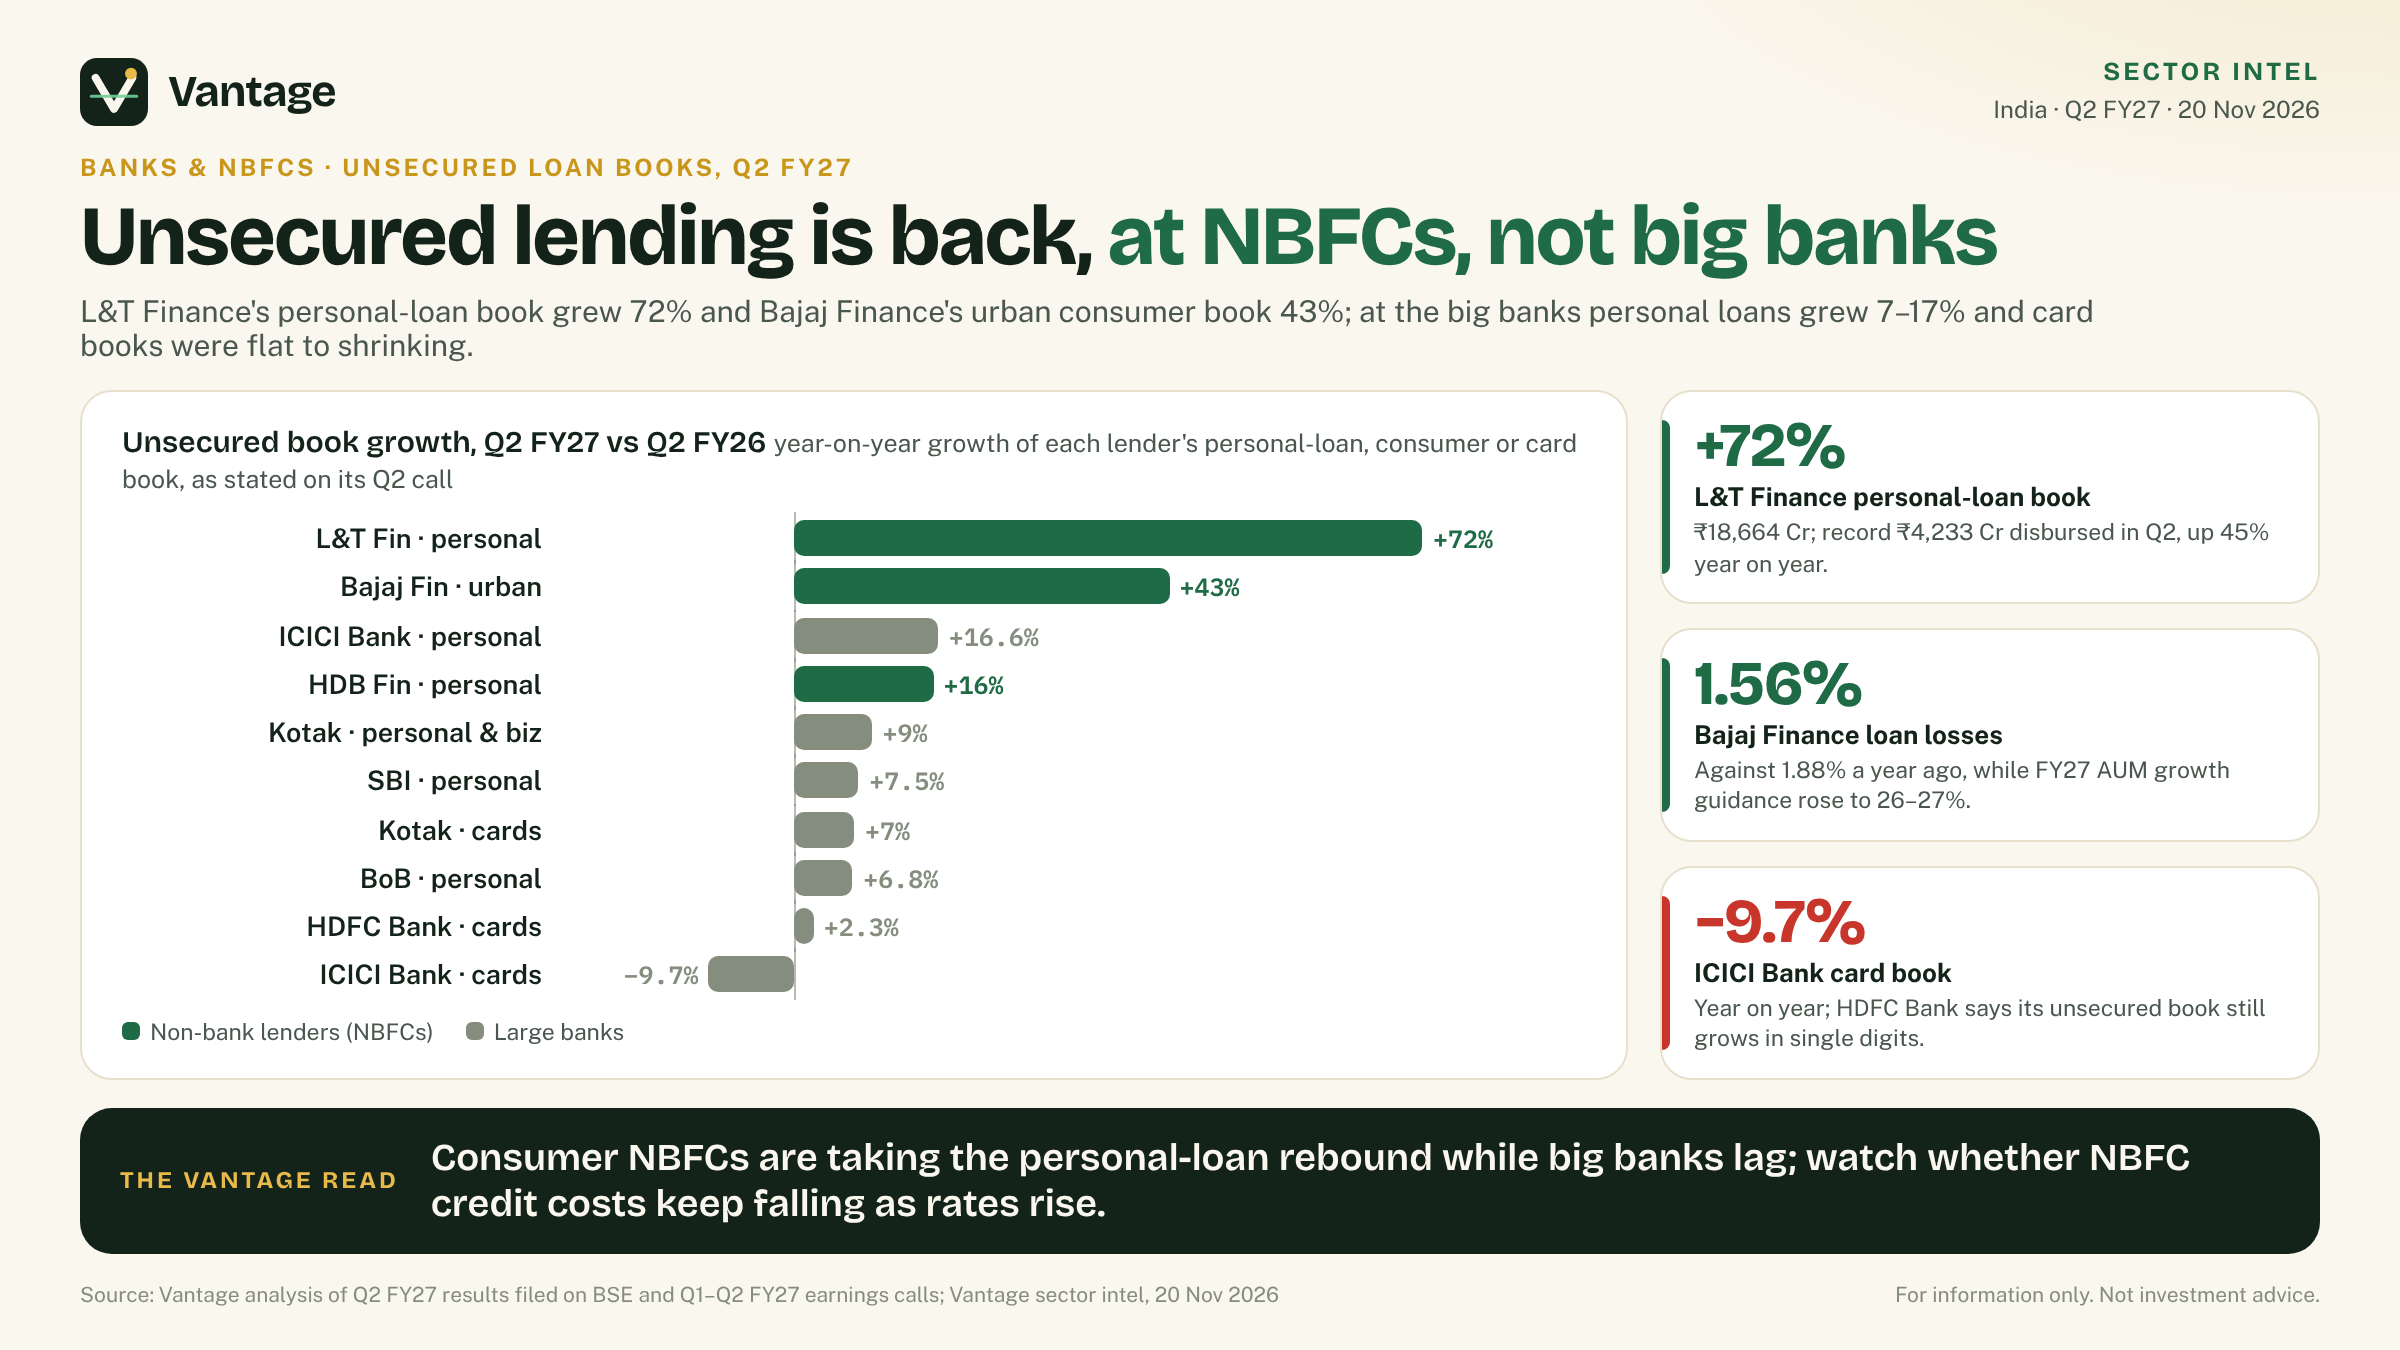 Vantage
SECTOR INTEL
India · Q2 FY27 · 20 Nov 2026
BANKS & NBFCS · UNSECURED LOAN BOOKS, Q2 FY27
Unsecured lending is back, at NBFCs, not big banks
L&T Finance's personal-loan book grew 72% and Bajaj Finance's urban consumer book 43%; at the big banks personal loans grew 7–17% and card
books were flat to shrinking.
Unsecured book growth, Q2 FY27 vs Q2 FY26 year-on-year growth of each lender's personal-loan, consumer or card
book, as stated on its Q2 call
L&T Fin · personal +72%
Bajaj Fin · urban +43%
ICICI Bank · personal +16.6%
HDB Fin · personal +16%
Kotak · personal & biz +9%
SBI · personal +7.5%
Kotak · cards +7%
BoB · personal +6.8%
HDFC Bank · cards +2.3%
ICICI Bank · cards −9.7%
Non-bank lenders (NBFCs) Large banks
+72%
L&T Finance personal-loan book
₹18,664 Cr; record ₹4,233 Cr disbursed in Q2, up 45%
year on year.
1.56%
Bajaj Finance loan losses
Against 1.88% a year ago, while FY27 AUM growth
guidance rose to 26–27%.
−9.7%
ICICI Bank card book
Year on year; HDFC Bank says its unsecured book still
grows in single digits.
THE VANTAGE READ
Consumer NBFCs are taking the personal-loan rebound while big banks lag; watch whether NBFC
credit costs keep falling as rates rise.
Source: Vantage analysis of Q2 FY27 results filed on BSE and Q1–Q2 FY27 earnings calls; Vantage sector intel, 20 Nov 2026
For information only. Not investment advice.